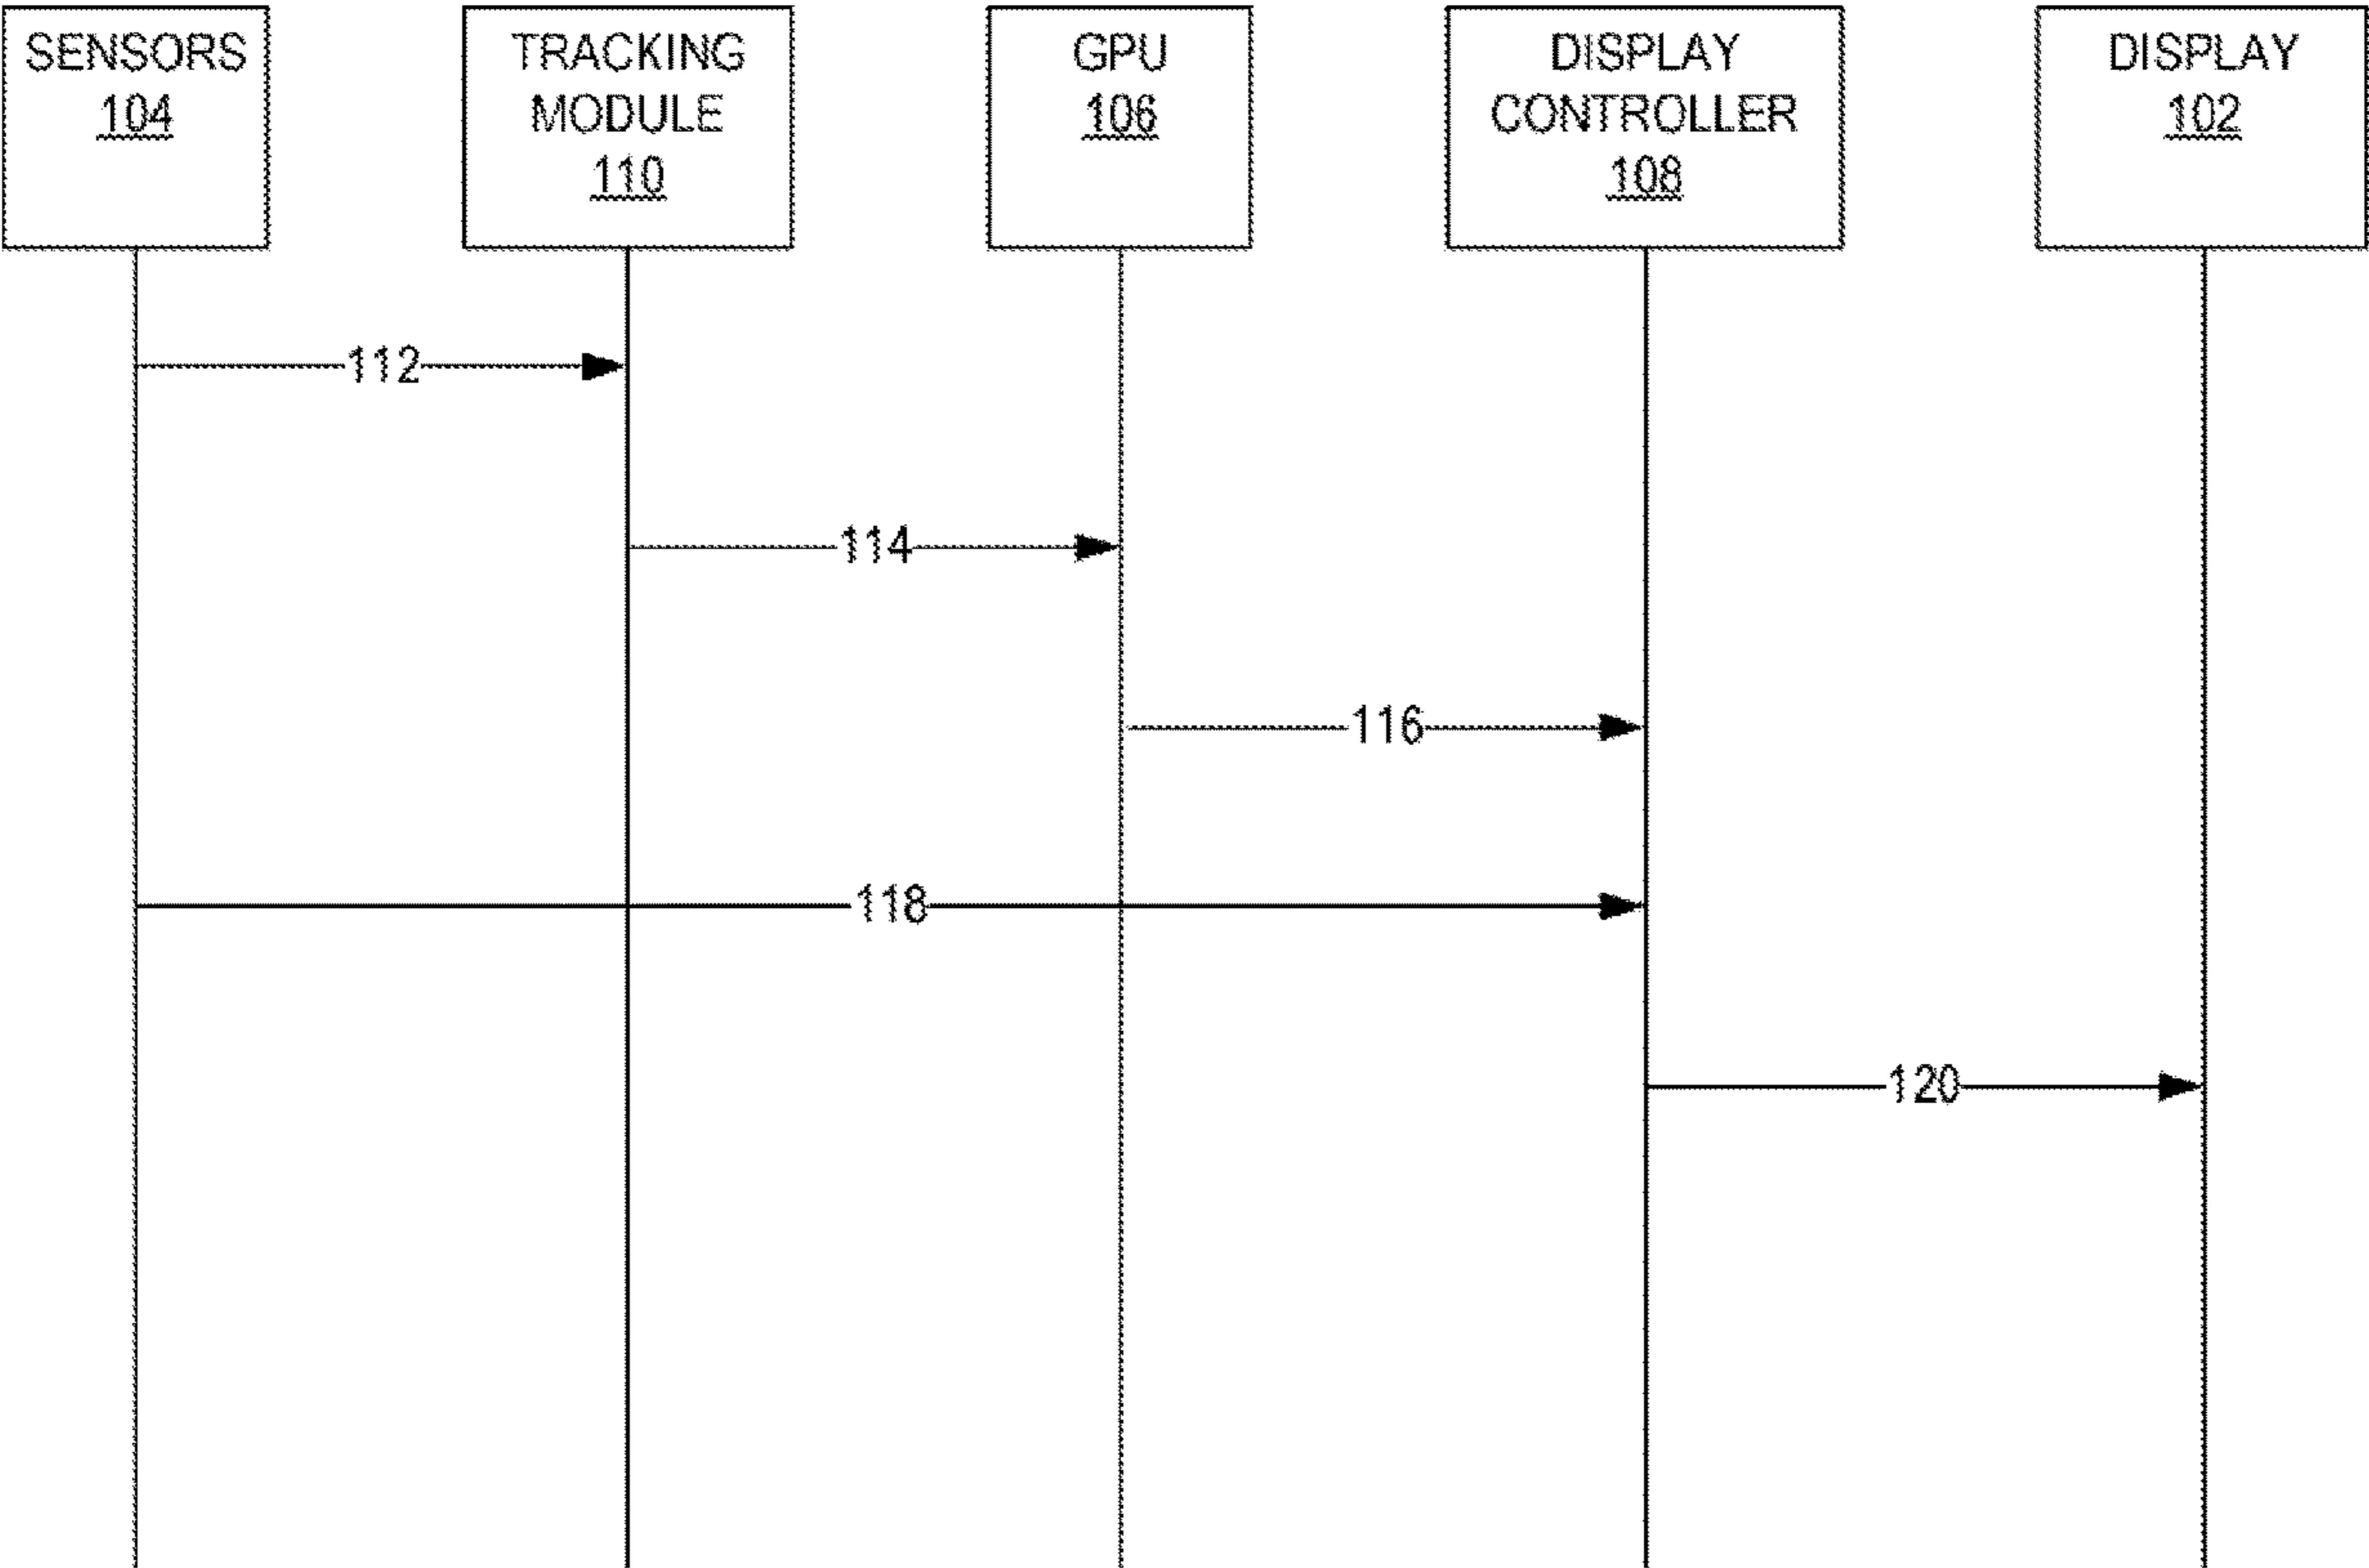 SENSORS
104
TRACKING
MODULE
110
GPU
106
DISPLAY
CONTROLLER
108
DISPLAY
102
112
114
116
118
120